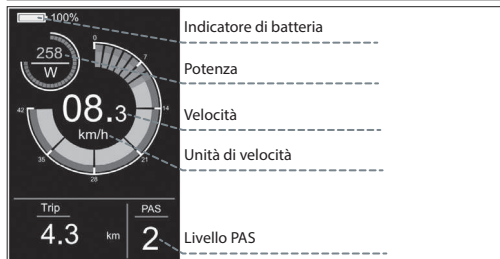 100%
Indicatore di batteria
0
258
W
7
Potenza
42
08.3
14
Velocità
km/h
Unità di velocità
35
21
28
Trip
PAS
4.3 km
2
Livello PAS